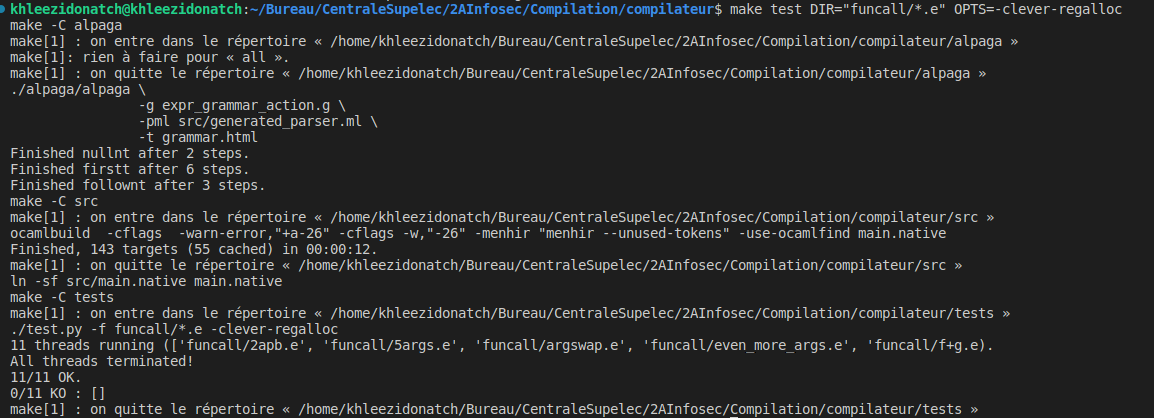 khleezidonatch@khleezidonatch:~/Bureau/CentraleSupelec/2AInfosec/Compilation/compilateur$ make test DIR="funcall/*.e" OPTS=-clever-regalloc
make -C alpaga
make[1] : on entre dans le répertoire « /home/khleezidonatch/Bureau/CentraleSupelec/2AInfosec/Compilation/compilateur/alpaga »
make[1]: rien à faire pour « all ».
make[1] : on quitte le répertoire « /home/khleezidonatch/Bureau/CentraleSupelec/2AInfosec/Compilation/compilateur/alpaga »
./alpaga/alpaga \
                -g expr_grammar_action.g \
                -pml src/generated_parser.ml \
                -t grammar.html
Finished nullnt after 2 steps.
Finished firstt after 6 steps.
Finished follownt after 3 steps.
make -C src
make[1] : on entre dans le répertoire « /home/khleezidonatch/Bureau/CentraleSupelec/2AInfosec/Compilation/compilateur/src »
ocamlbuild  -cflags  -warn-error,"+a-26" -cflags -w,"-26" -menhir "menhir --unused-tokens" -use-ocamlfind main.native
Finished, 143 targets (55 cached) in 00:00:12.
make[1] : on quitte le répertoire « /home/khleezidonatch/Bureau/CentraleSupelec/2AInfosec/Compilation/compilateur/src »
ln -sf src/main.native main.native
make -C tests
make[1] : on entre dans le répertoire « /home/khleezidonatch/Bureau/CentraleSupelec/2AInfosec/Compilation/compilateur/tests »
./test.py -f funcall/*.e -clever-regalloc
11 threads running (['funcall/2apb.e', 'funcall/5args.e', 'funcall/argswap.e', 'funcall/even_more_args.e', 'funcall/f+g.e).
All threads terminated!
11/11 OK.
0/11 KO : []
make[1] : on quitte le répertoire « /home/khleezidonatch/Bureau/CentraleSupelec/2AInfosec/Compilation/compilateur/tests »